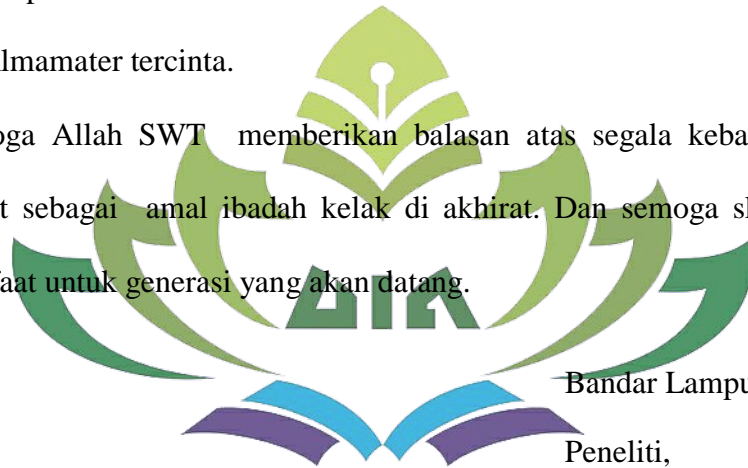 lmamater tercinta.
oga Allah SWT memberikan balasan atas segala keba
t sebagai amal ibadah kelak di akhirat. Dan semoga sk
faat untuk generasi yang akan datang.
Bandar Lampu
Peneliti,